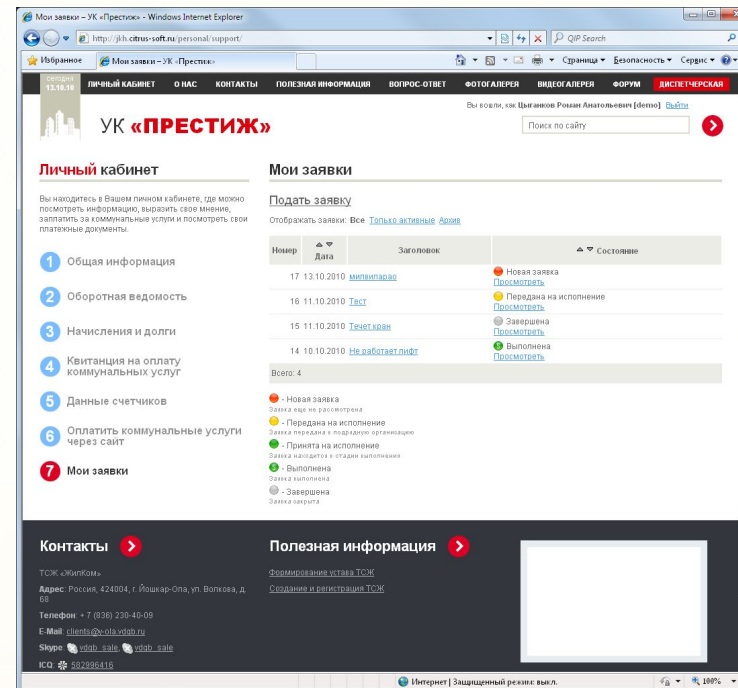 Мои заявки – УК «Престиж» - Windows Internet Explorer
http://jkh.citrus-soft.ru/personal/support/
QIP Search
Избранное
Мои заявки – УК «Престиж»
Страница
Безопасность
Сервис
сегодня
13.10.10
ЛИЧНЫЙ КАБИНЕТ
О НАС
КОНТАКТЫ
ПОЛЕЗНАЯ ИНФОРМАЦИЯ
ВОПРОС-ОТВЕТ
ФОТОГАЛЕРЕЯ
ВИДЕОГАЛЕРЕЯ
ФОРУМ
ДИСПЕТЧЕРСКАЯ
Вы вошли, как Цыганков Роман Анатольевич [demo] Выйти
УК «ПРЕСТИЖ»
Поиск по сайту
Личный кабинет
Вы находитесь в Вашем личном кабинете, где можно
посмотреть информацию, выразить свое мнение,
заплатить за коммунальные услуги и посмотреть свои
платежные документы.
1 Общая информация
2 Оборотная ведомость
3 Начисления и долги
4 Квитанция на оплату
коммунальных услуг
5 Данные счетчиков
6 Оплатить коммунальные услуги
через сайт
7 Мои заявки
Мои заявки
Подать заявку
Отображать заявки: Все Только активные Архив
Номер Дата Заголовок Состояние
17 13.10.2010 милвиларао Новая заявка
Просмотреть
16 11.10.2010 Тест Передана на исполнение
Просмотреть
15 11.10.2010 Течет кран Завершена
Просмотреть
14 10.10.2010 Не работает лифт Выполнена
Просмотреть
Всего: 4
- Новая заявка
Заявка еще не рассмотрена
- Передана на исполнение
Заявка передана в подрядную организацию
- Принята на исполнение
Заявка находится в стадии выполнения
- Выполнена
Заявка выполнена
- Завершена
Заявка закрыта
Контакты
ТСЖ «ЖилКом»
Адрес: Россия, 424004, г. Йошкар-Ола, ул. Волкова, д.
68
Телефон: + 7 (836) 230-40-09
E-Mail: clients@y-ola.vdgb.ru
Skype: vdgb_sale, vdgb_sale
ICQ: 582996416
Полезная информация
Формирование устава ТСЖ
Создание и регистрация ТСЖ
Интернет | Защищенный режим: выкл.
100%